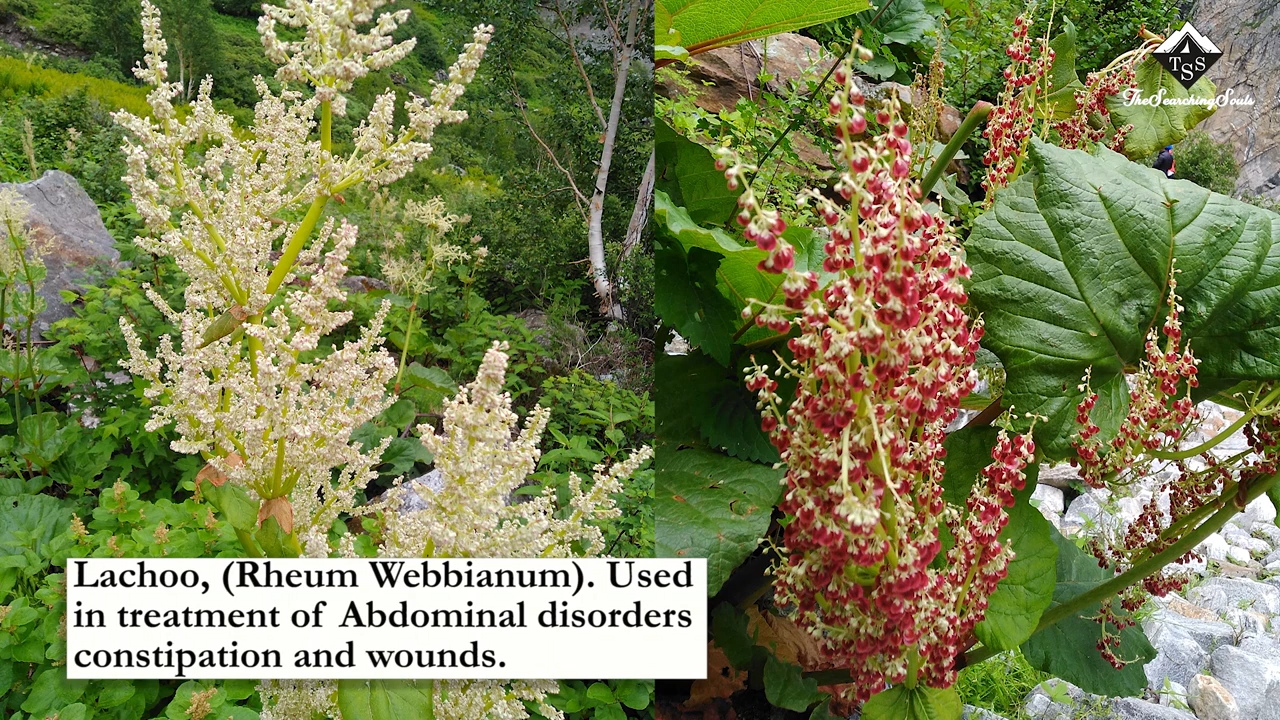 TSS
TheSearchingSouls
Lachoo, (Rheum Webbianum). Used
in treatment of Abdominal disorders
constipation and wounds.